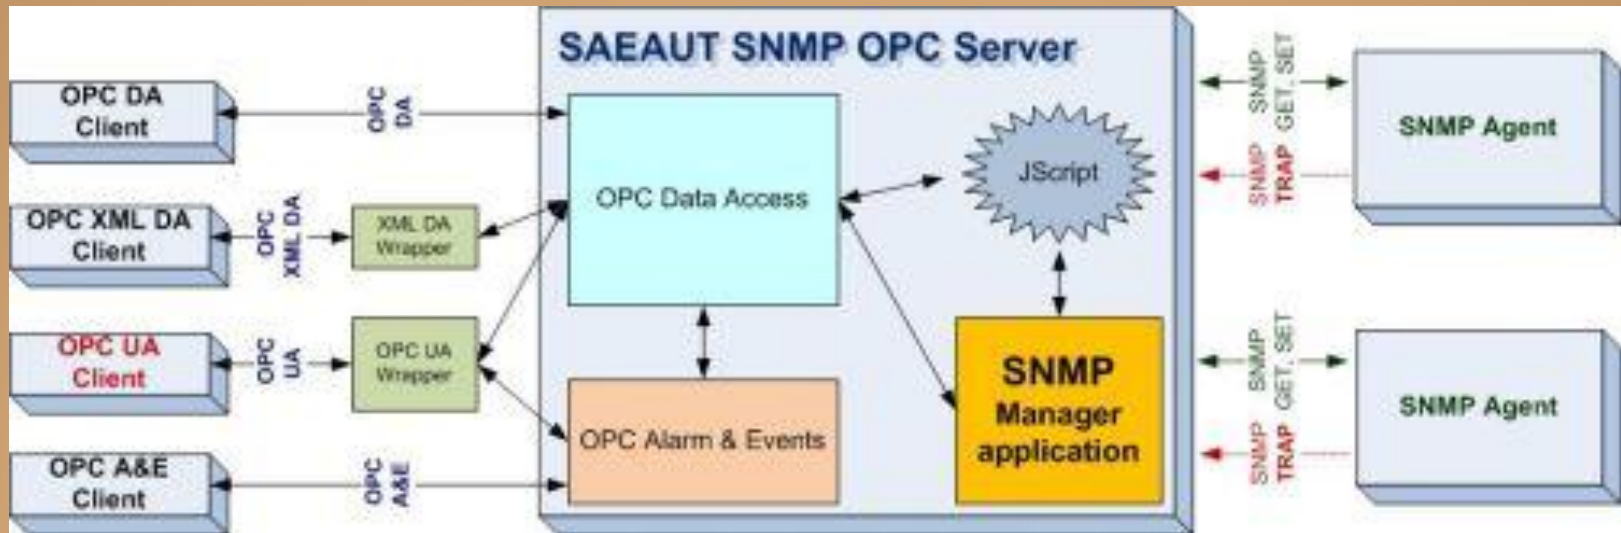 SAEAUT SNMP OPC Server
OPC DA
Client
OPC
DA
OPC XML DA
Client
OPC
XML DA
XML DA
Wrapper
OPC UA
Client
OPC
UA
OPC UA
Wrapper
OPC A&E
Client
OPC
A&E
OPC Data Access
OPC Alarm & Events
JScript
SNMP
Manager
application
SNMP
GET, SET
SNMP
TRAP
SNMP Agent
SNMP
GET, SET
SNMP
TRAP
SNMP Agent